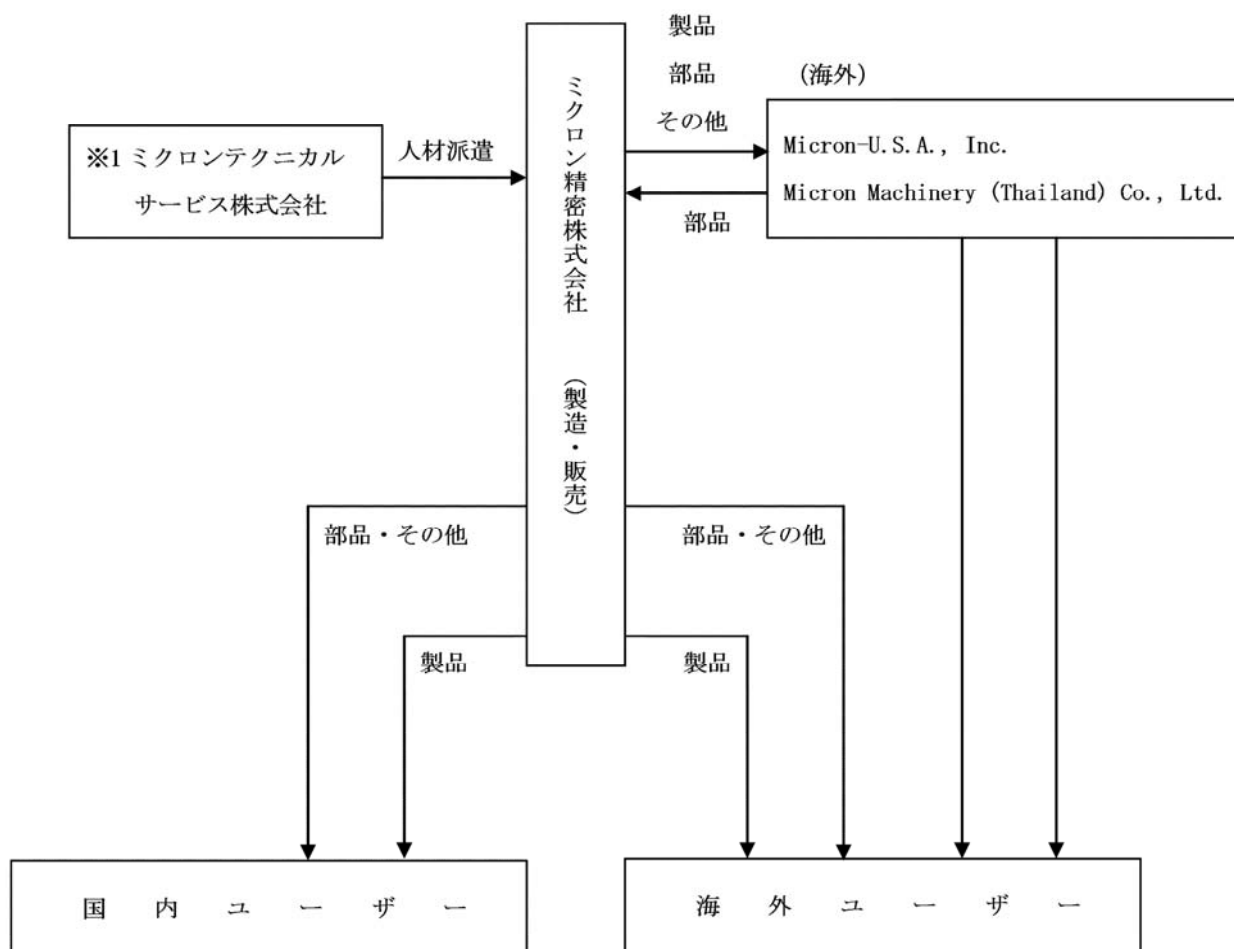 製品
部品
その他
(海外)
※1 ミクロンテクニカル
サービス株式会社
人材派遣
ミクロン精密株式会社 (製造・販売)
Micron-U.S.A., Inc.
Micron Machinery (Thailand) Co., Ltd.
部品
部品・その他
部品・その他
製品
製品
国内ユーザー
海外ユーザー